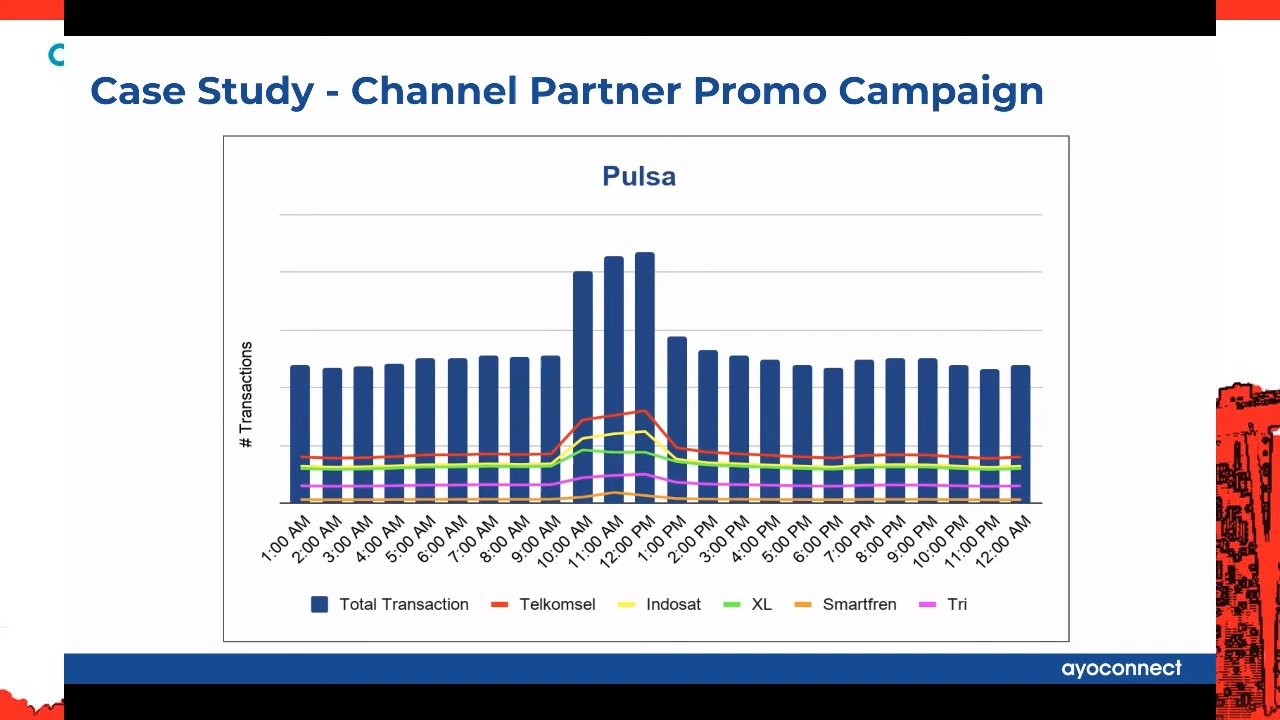 Case Study - Channel Partner Promo Campaign
Pulsa
# Transactions
1:00 AM 2:00 AM 3:00 AM 4:00 AM 5:00 AM 6:00 AM 7:00 AM 8:00 AM 9:00 AM 10:00 AM 11:00 AM 12:00 PM 1:00 PM 2:00 PM 3:00 PM 4:00 PM 5:00 PM 6:00 PM 7:00 PM 8:00 PM 9:00 PM 10:00 PM 11:00 PM 12:00 AM
Total Transaction Telkomsel Indosat XL Smartfren Tri
ayoconnect